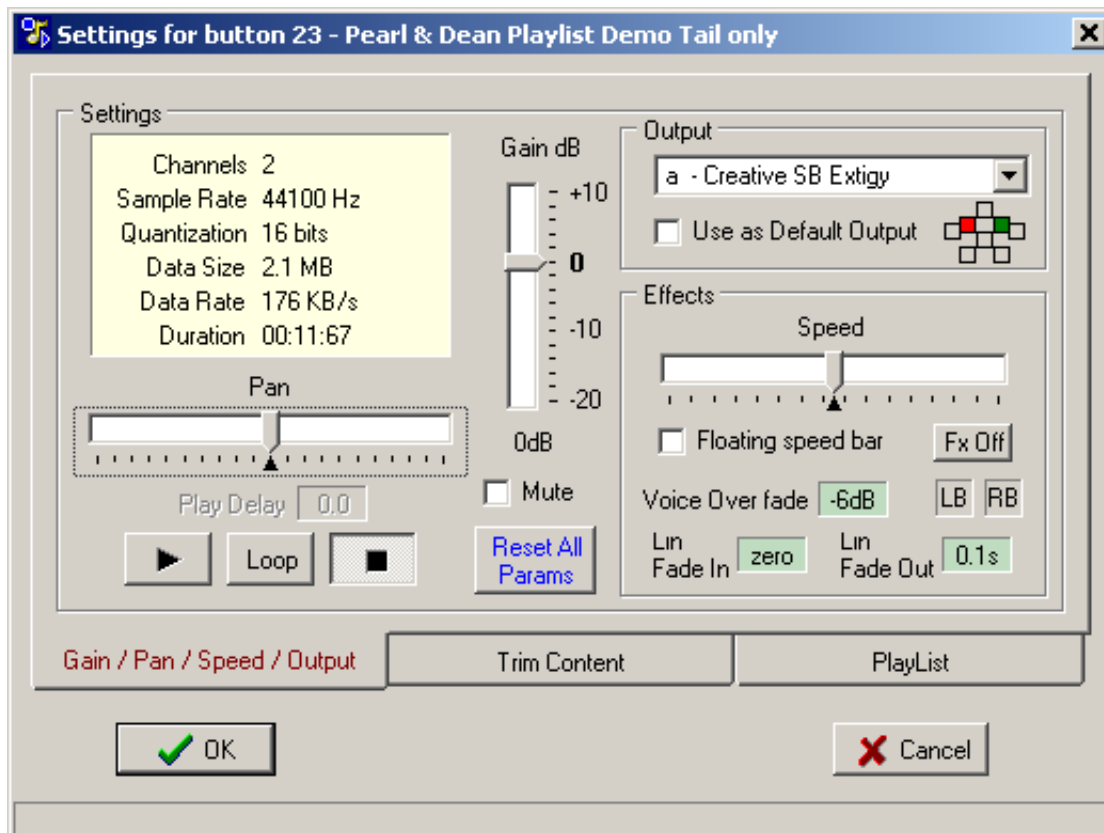 Settings for button 23 - Pearl & Dean Playlist Demo Tail only
Settings
Channels 2
Sample Rate 44100 Hz
Quantization 16 bits
Data Size 2.1 MB
Data Rate 176 KB/s
Duration 00:11:67
Pan
Play Delay 0.0
Loop
Gain dB
+10
0
-10
-20
0dB
Mute
Reset All
Params
Output
a - Creative SB Extigy
Use as Default Output
Effects
Speed
Floating speed bar
Fx Off
Voice Over fade -6dB
LB RB
Lin
Fade In zero
Lin
Fade Out 0.1s
Gain / Pan / Speed / Output
Trim Content
PlayList
OK
Cancel